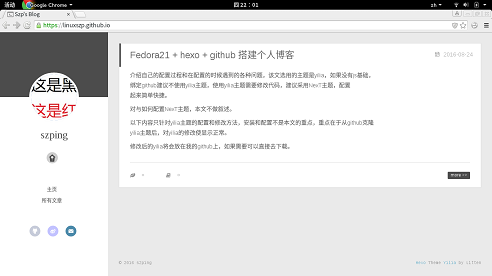 活动
Google Chrome
22:01
zh
Szp's Blog
https://linuxszp.github.io
这是黑
这是红
szping
主页
所有文章
Fedora21 + hexo + github 搭建个人博客
2016-08-24
介绍自己的配置过程和在配置的时候遇到的各种问题，该文选用的主题是yilia，如果没有js基础，
绑定github建议不使用yilia主题，使用yilia主题需要修改代码，建议采用NexT主题，配置
起来简单快捷。
对与如何配置NexT主题，本文不做叙述。
以下内容只针对yilia主题的配置和修改方法，安装和配置不是本文的重点，重点在于从github克隆
yilia主题后，对yilia的修改使显示正常。
修改后的yilia将会放在我的github上，如果需要可以直接去下载。
more >>
© 2016 szping
Hexo Theme Yilia by Litten